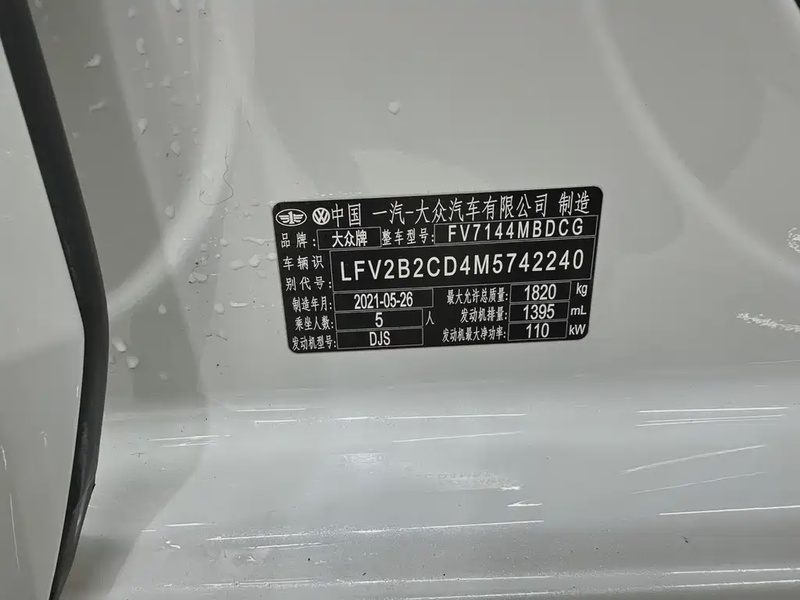 中国 一汽-大众汽车有限公司 制造
品牌: 大众牌 整车型号: FV7144MBDCG
车辆识别代号: LFV2B2CD4M5742240
制造年月: 2021-05-26 最大允许总质量: 1820 kg
乘坐人数: 5 人 发动机排量: 1395 mL
发动机型号: DJS 发动机最大净功率: 110 kW